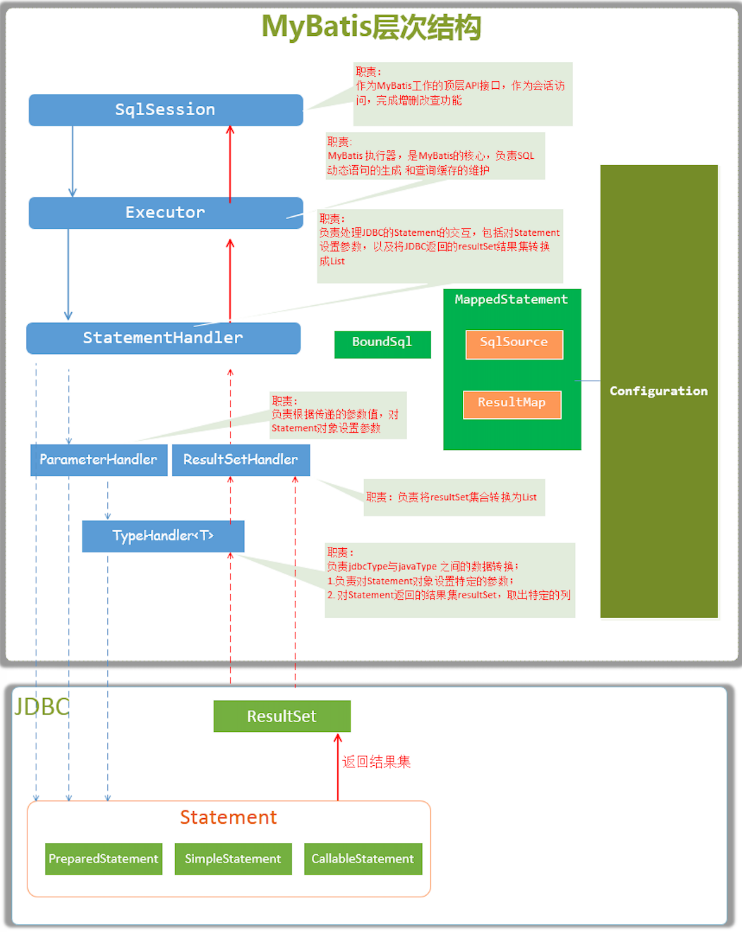 MyBatis层次结构
职责：
作为MyBatis工作的顶层API接口，作为会话访
问，完成增删改查功能
SqlSession
职责:
MyBatis 执行器，是MyBatis的核心，负责SQL
动态语句的生成 和查询缓存的维护
Executor
职责:
负责处理JDBC的Statement的交互，包括对Statement
设置参数，以及将JDBC返回的resultSet结果集转换
成List
StatementHandler
BoundSql
MappedStatement
SqlSource
ResultMap
Configuration
职责:
负责根据传递的参数值，对
Statement对象设置参数
ParameterHandler
ResultSetHandler
职责：负责将resultSet集合转换为List
TypeHandler<T>
职责：
负责jdbcType与javaType 之间的数据转换：
1.负责对Statement对象设置特定的参数；
2. 对Statement返回的结果集resultSet，取出特定的列
JDBC
ResultSet
返回结果集
Statement
PreparedStatement
SimpleStatement
CallableStatement